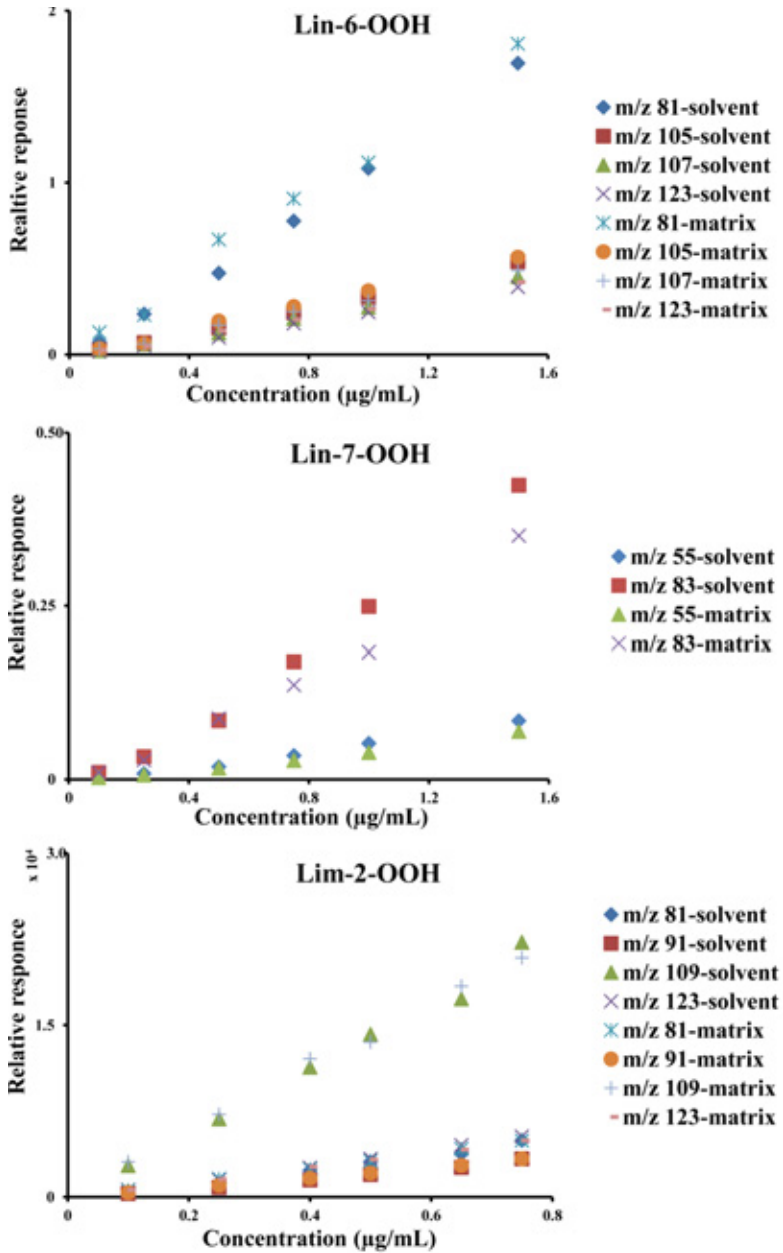 Lin-6-OOH
2
1
0
Realtive reponse
0
0.4
0.8
1.2
1.6
Concentration (µg/mL)
m/z 81-solvent
m/z 105-solvent
m/z 107-solvent
m/z 123-solvent
m/z 81-matrix
m/z 105-matrix
m/z 107-matrix
m/z 123-matrix
Lin-7-OOH
0.50
0.25
0
Relative responce
0
0.4
0.8
1.2
1.6
Concentration (µg/mL)
m/z 55-solvent
m/z 83-solvent
m/z 55-matrix
m/z 83-matrix
Lim-2-OOH
x 10⁴
3.0
1.5
0
Relative responce
0
0.2
0.4
0.6
0.8
Concentration (µg/mL)
m/z 81-solvent
m/z 91-solvent
m/z 109-solvent
m/z 123-solvent
m/z 81-matrix
m/z 91-matrix
m/z 109-matrix
m/z 123-matrix